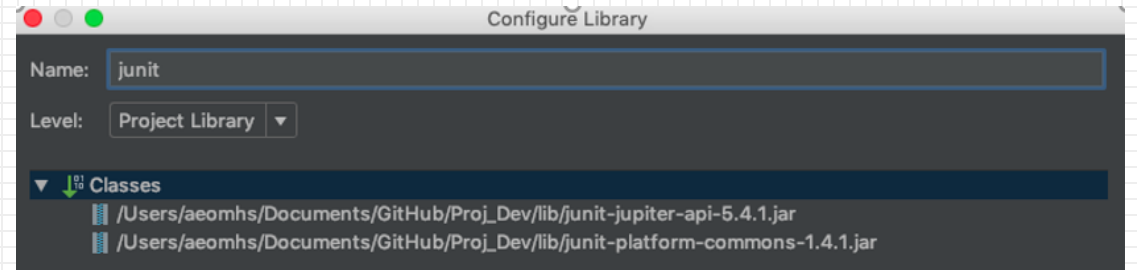 Configure Library
Name: junit
Level: Project Library
Classes
/Users/aeomhs/Documents/GitHub/Proj_Dev/lib/junit-jupiter-api-5.4.1.jar
/Users/aeomhs/Documents/GitHub/Proj_Dev/lib/junit-platform-commons-1.4.1.jar